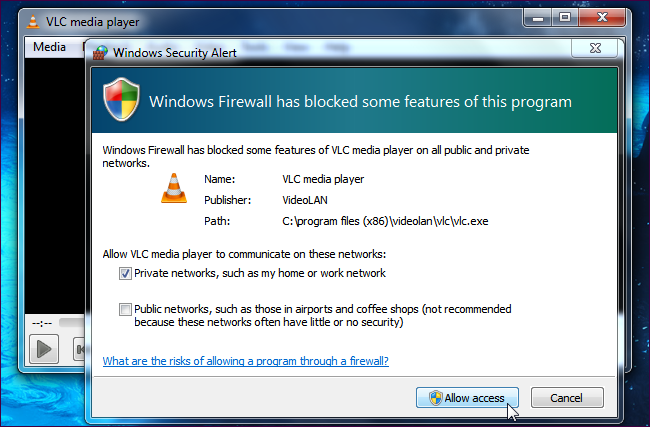 VLC media player
Media
Tools View Help
Windows Security Alert
Windows Firewall has blocked some features of this program
Windows Firewall has blocked some features of VLC media player on all public and private
networks.
Name: VLC media player
Publisher: VideoLAN
Path: C:\program files (x86)\videolan\vlc\vlc.exe
Allow VLC media player to communicate on these networks:
Private networks, such as my home or work network
Public networks, such as those in airports and coffee shops (not recommended
because these networks often have little or no security)
--:--
What are the risks of allowing a program through a firewall?
Allow access Cancel